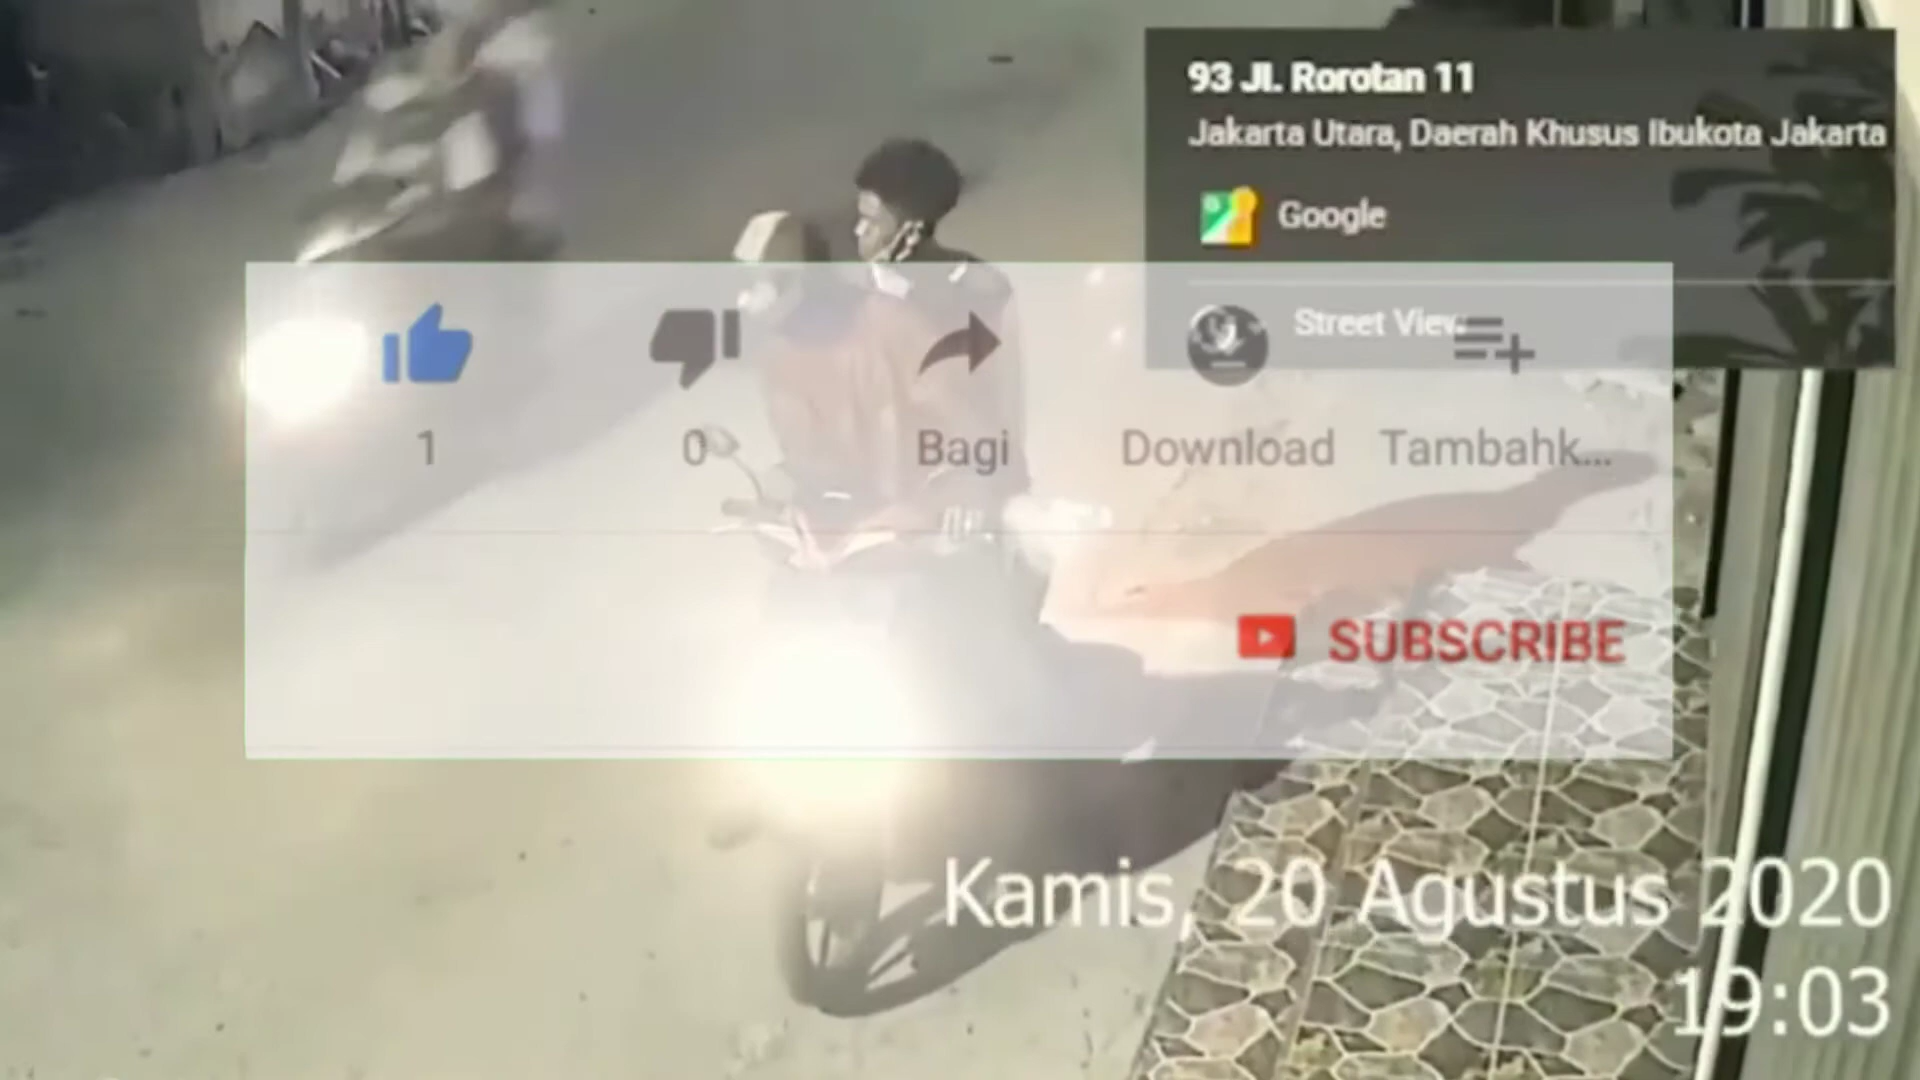 93 Jl. Rorotan 11
Jakarta Utara, Daerah Khusus Ibukota Jakarta
Google
Street View
1
0
Bagi
Download
Tambahk...
SUBSCRIBE
Kamis, 20 Agustus 2020
19:03